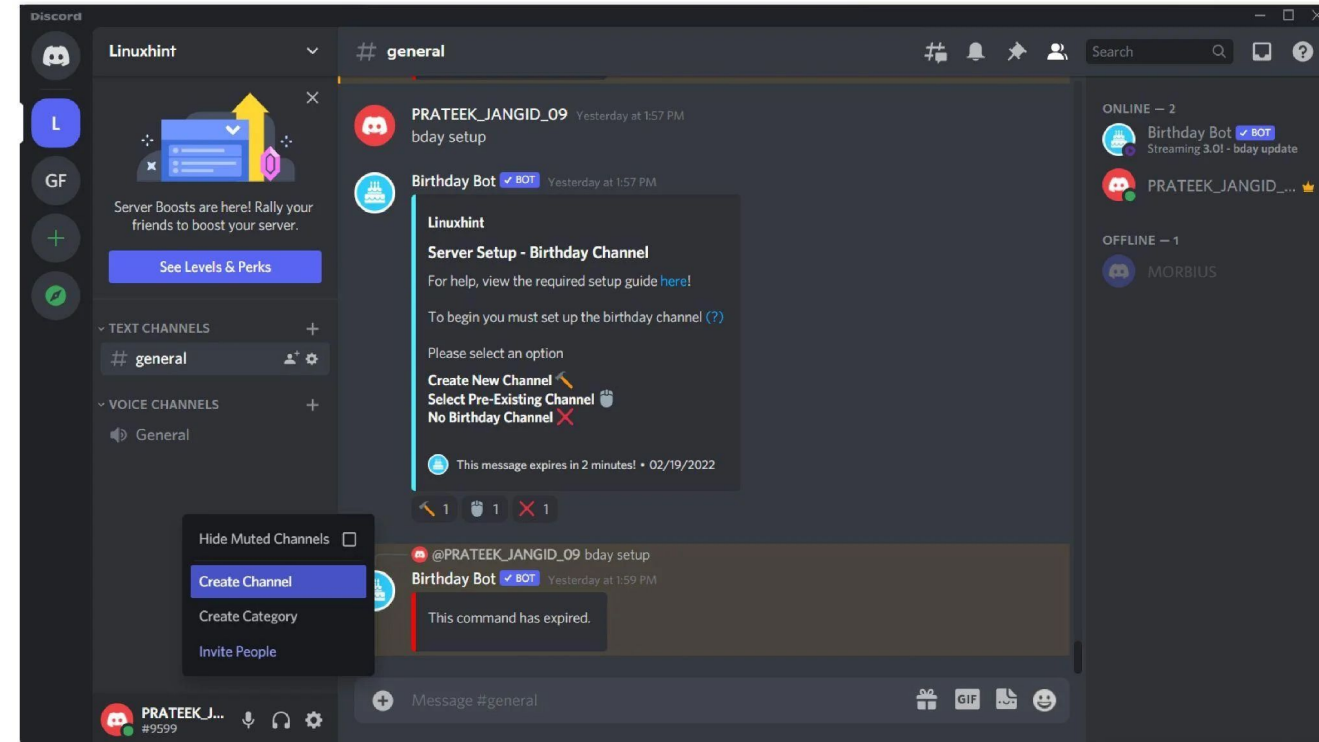 Discord
Linuxhint
# general
Search
L
GF
Server Boosts are here! Rally your
friends to boost your server.
See Levels & Perks
TEXT CHANNELS
# general
VOICE CHANNELS
General
Hide Muted Channels
Create Channel
Create Category
Invite People
PRATEEK_J...
#9599
PRATEEK_JANGID_09 Yesterday at 1:57 PM
bday setup
Birthday Bot BOT Yesterday at 1:57 PM
Linuxhint
Server Setup - Birthday Channel
For help, view the required setup guide here!
To begin you must set up the birthday channel (?)
Please select an option
Create New Channel 🔨
Select Pre-Existing Channel 🖱️
No Birthday Channel ❌
This message expires in 2 minutes! • 02/19/2022
🔨 1 🖱️ 1 ❌ 1
@PRATEEK_JANGID_09 bday setup
Birthday Bot BOT Yesterday at 1:59 PM
This command has expired.
Message #general
GIF
ONLINE — 2
Birthday Bot BOT
Streaming 3.0! - bday update
PRATEEK_JANGID_...
OFFLINE — 1
MORBIUS